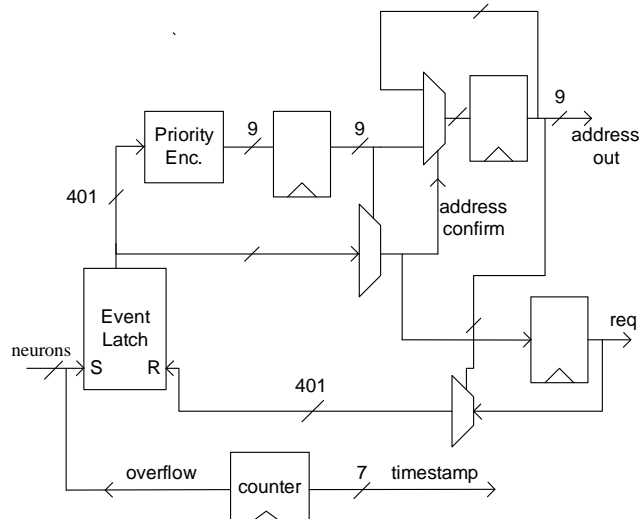 9
Priority
Enc.
9
9
address
out
401
address
confirm
Event
Latch
req
neurons
S
R
401
overflow
counter
7
timestamp